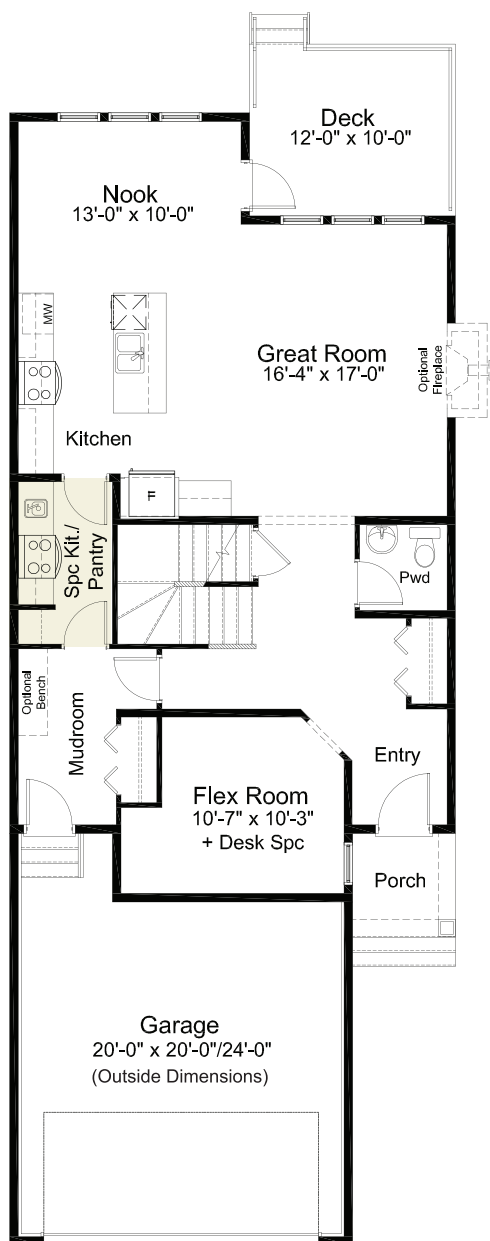 Deck
12'-0" x 10'-0"
Nook
13'-0" x 10'-0"
MW
Great Room
16'-4" x 17'-0"
Optional
Fireplace
Kitchen
F
Spc Kit./
Pantry
Pwd
Optional
Bench
Mudroom
Entry
Flex Room
10'-7" x 10'-3"
+ Desk Spc
Porch
Garage
20'-0" x 20'-0"/24'-0"
(Outside Dimensions)